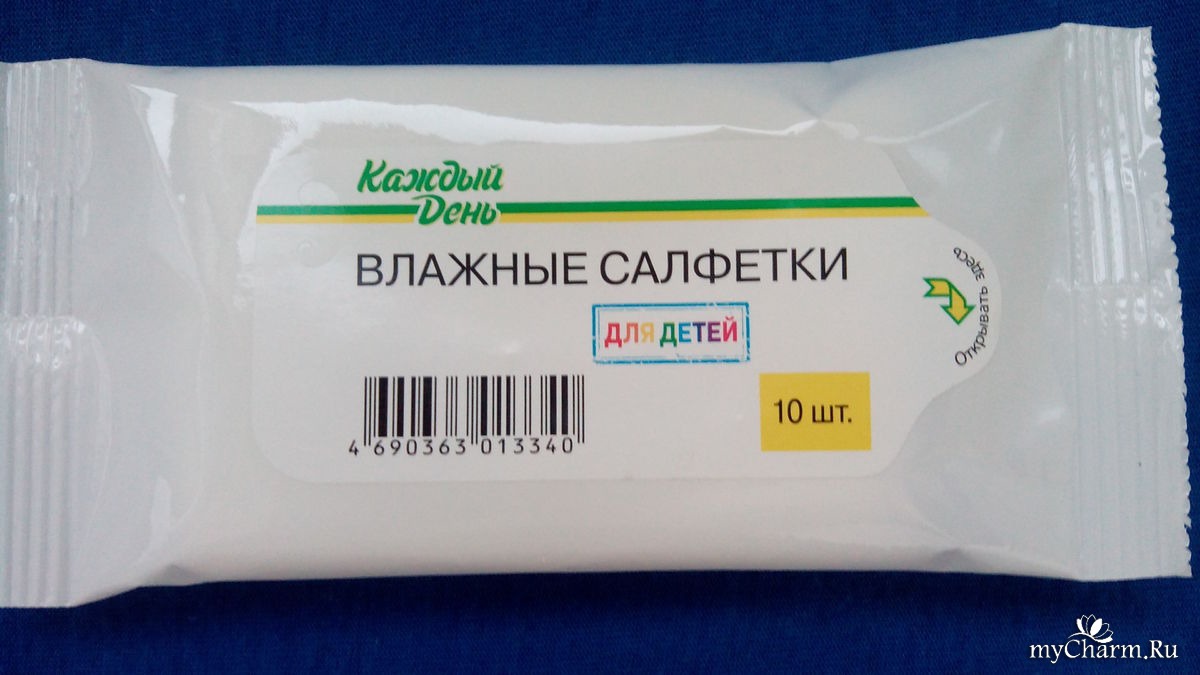 Каждый
День
ВЛАЖНЫЕ САЛФЕТКИ
Открывать здесь
ДЛЯ ДЕТЕЙ
10 шт.
4 690363 013340
myCharm.Ru